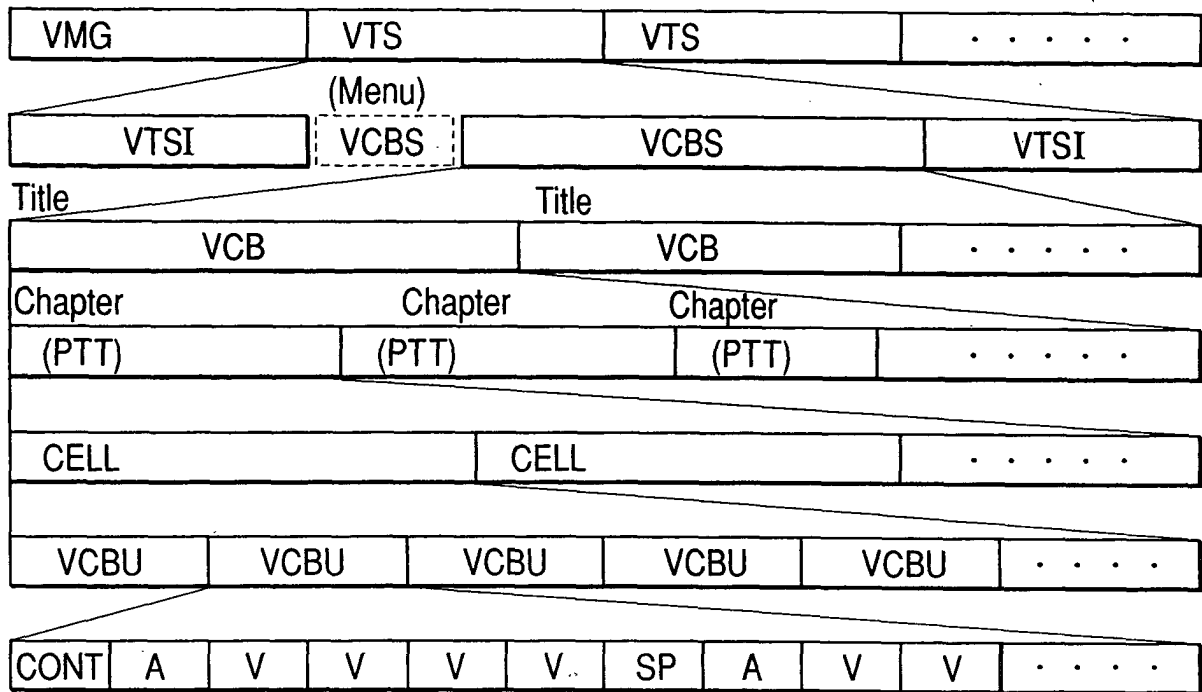 VMG VTS VTS . . . . .
(Menu)
VTSI VCBS VCBS VTSI
Title Title
VCB VCB . . . . .
Chapter Chapter Chapter
(PTT) (PTT) (PTT) . . . . .
CELL CELL . . . . .
VCBU VCBU VCBU VCBU VCBU . . . .
CONT A V V V V SP A V V . . . .